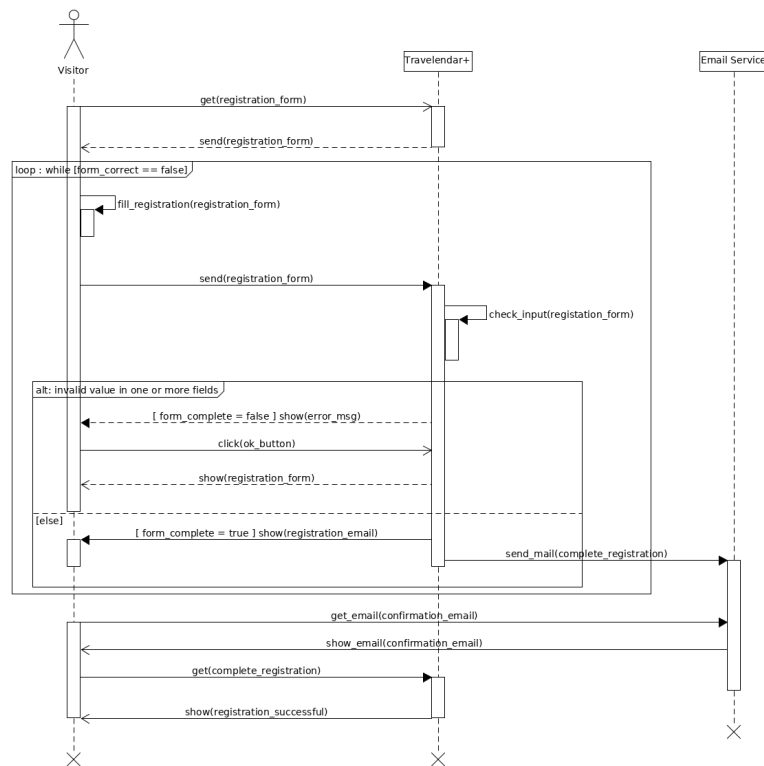 Visitor
Travelendar+
Email Service
get(registration_form)
send(registration_form)
loop : while [form_correct == false]
fill_registration(registration_form)
send(registration_form)
check_input(registation_form)
alt: invalid value in one or more fields
[ form_complete = false ] show(error_msg)
click(ok_button)
show(registration_form)
[else]
[ form_complete = true ] show(registration_email)
send_mail(complete_registration)
get_email(confirmation_email)
show_email(confirmation_email)
get(complete_registration)
show(registration_successful)